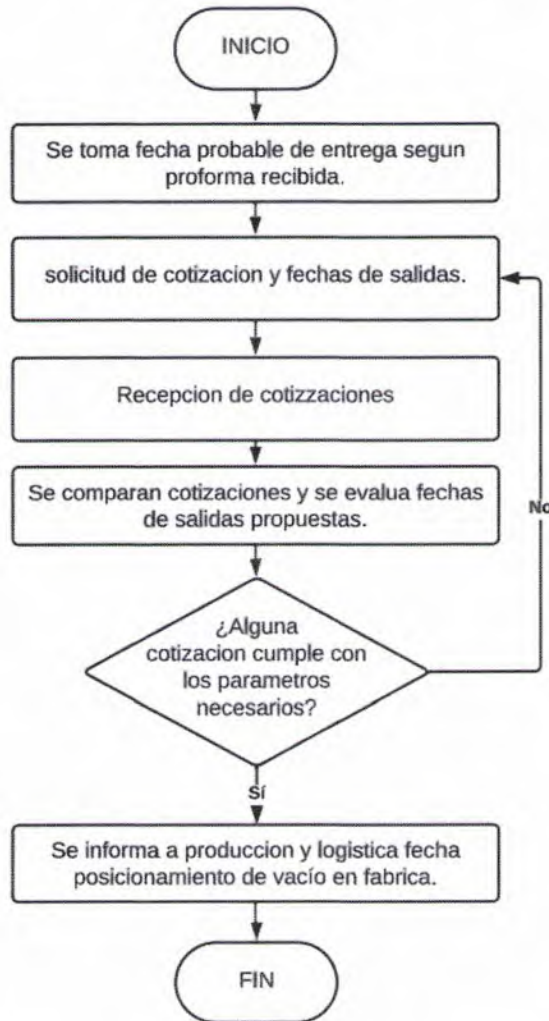 INICIO
Se toma fecha probable de entrega segun
proforma recibida.
solicitud de cotizacion y fechas de salidas.
Recepcion de cotizzaciones
Se comparan cotizaciones y se evalua fechas
de salidas propuestas.
No
¿Alguna
cotizacion cumple con
los parametros
necesarios?
Sí
Se informa a produccion y logistica fecha
posicionamiento de vacío en fabrica.
FIN